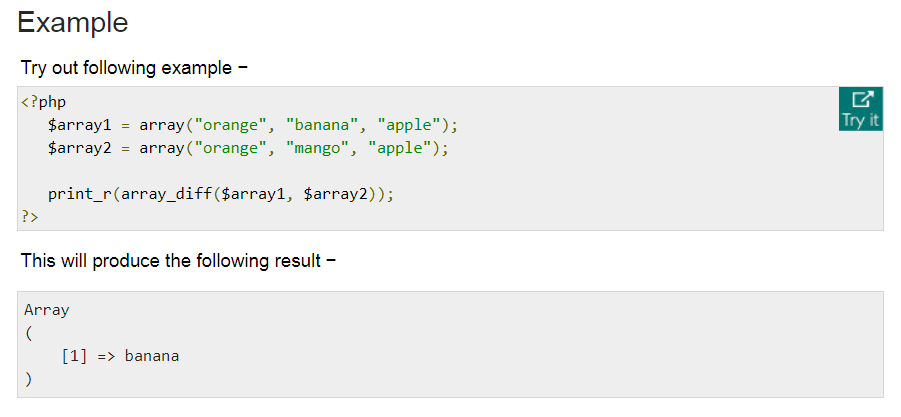 Example
Try out following example −
<?php
   $array1 = array("orange", "banana", "apple");
Try it
   $array2 = array("orange", "mango", "apple");
   print_r(array_diff($array1, $array2));
?>
This will produce the following result −
Array
(
    [1] => banana
)